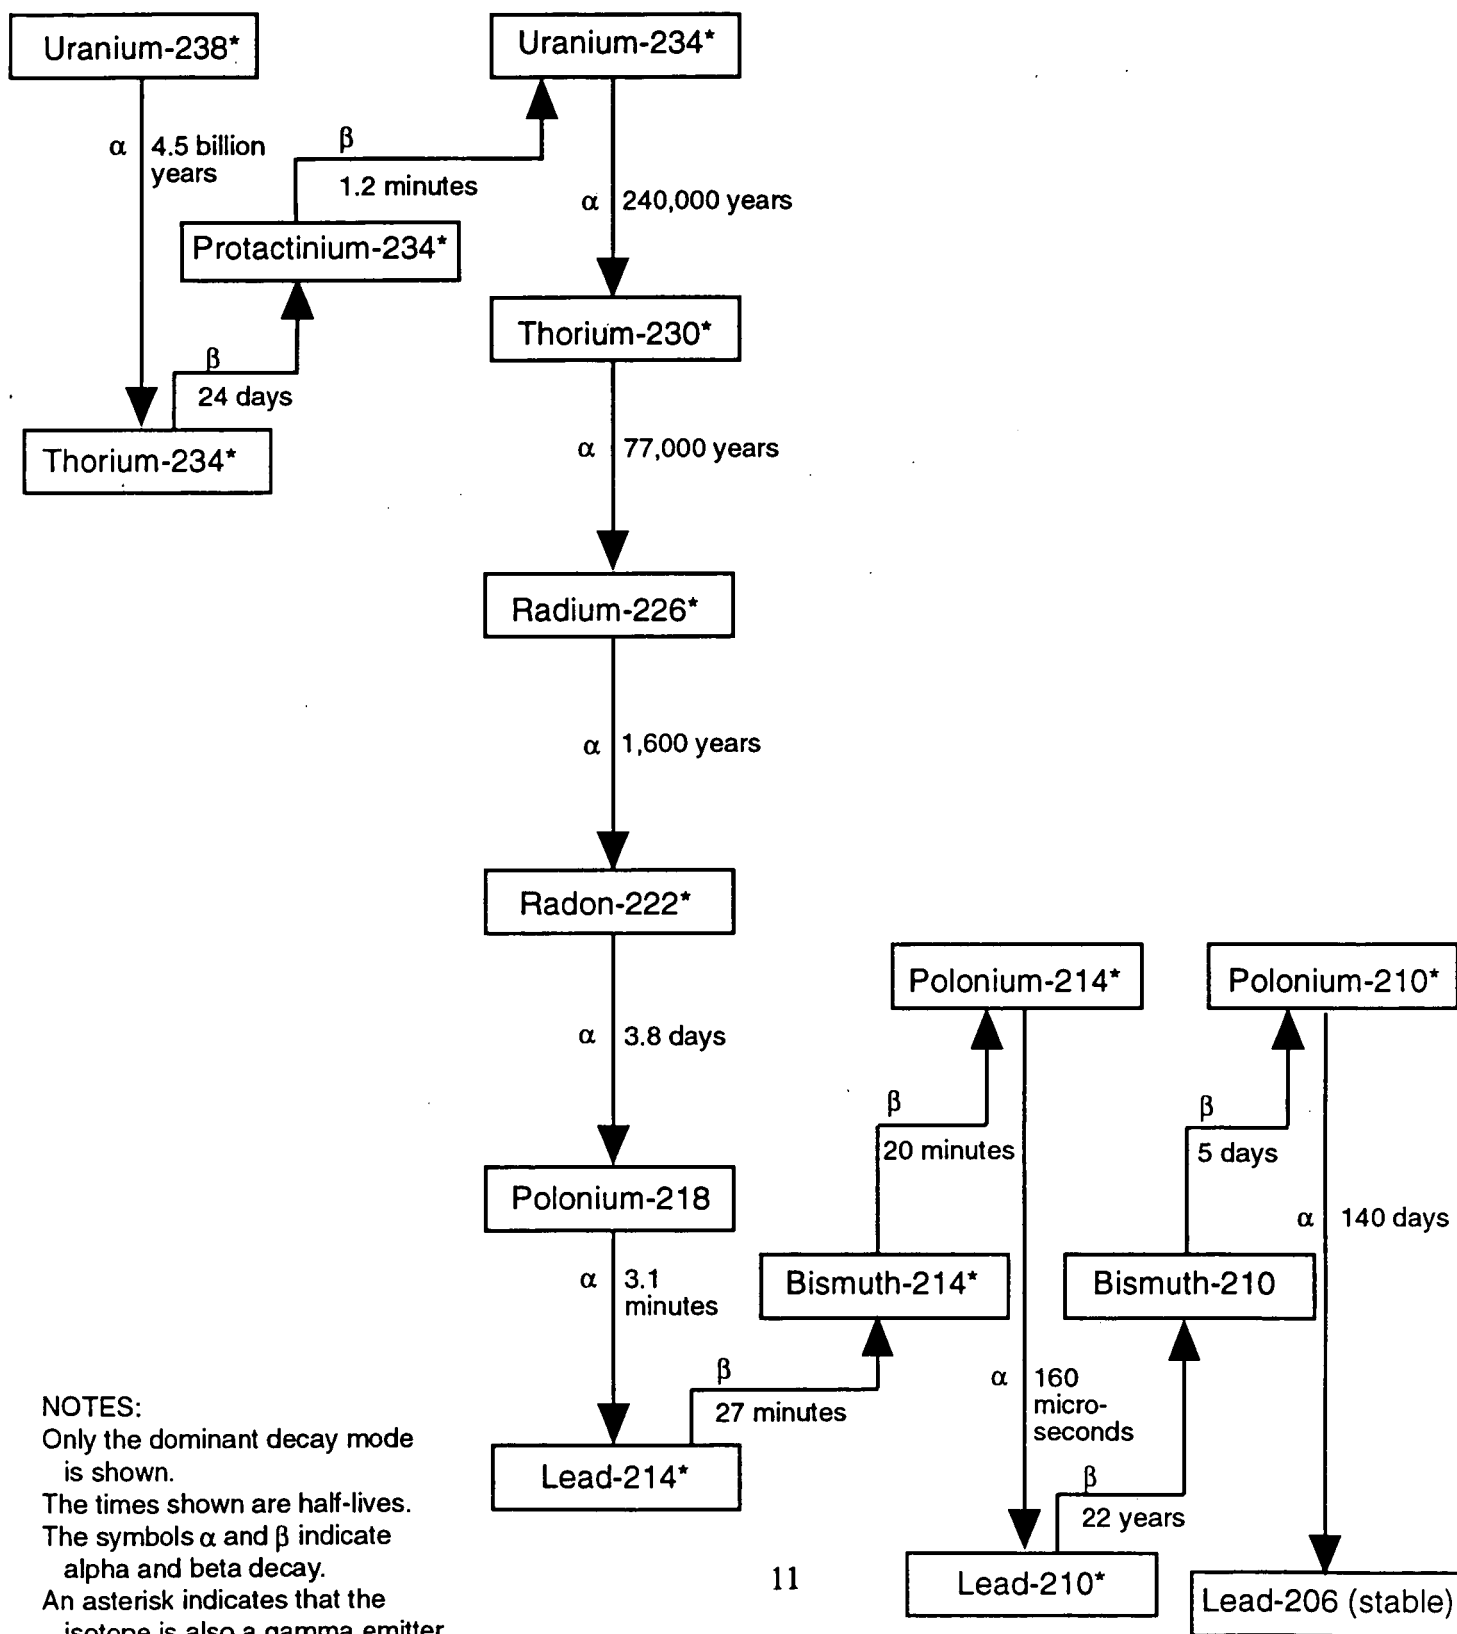 Uranium-238*
Uranium-234*
α
4.5 billion
years
β
1.2 minutes
α
240,000 years
Protactinium-234*
Thorium-230*
β
24 days
Thorium-234*
α
77,000 years
Radium-226*
α
1,600 years
Radon-222*
Polonium-214*
Polonium-210*
α
3.8 days
β
20 minutes
β
5 days
Polonium-218
α
140 days
α
3.1
minutes
Bismuth-214*
Bismuth-210
β
27 minutes
α
160
micro-
seconds
Lead-214*
β
22 years
Lead-210*
Lead-206 (stable)
NOTES:
Only the dominant decay mode
is shown.
The times shown are half-lives.
The symbols α and β indicate
alpha and beta decay.
An asterisk indicates that the
isotope is also a gamma emitter
11